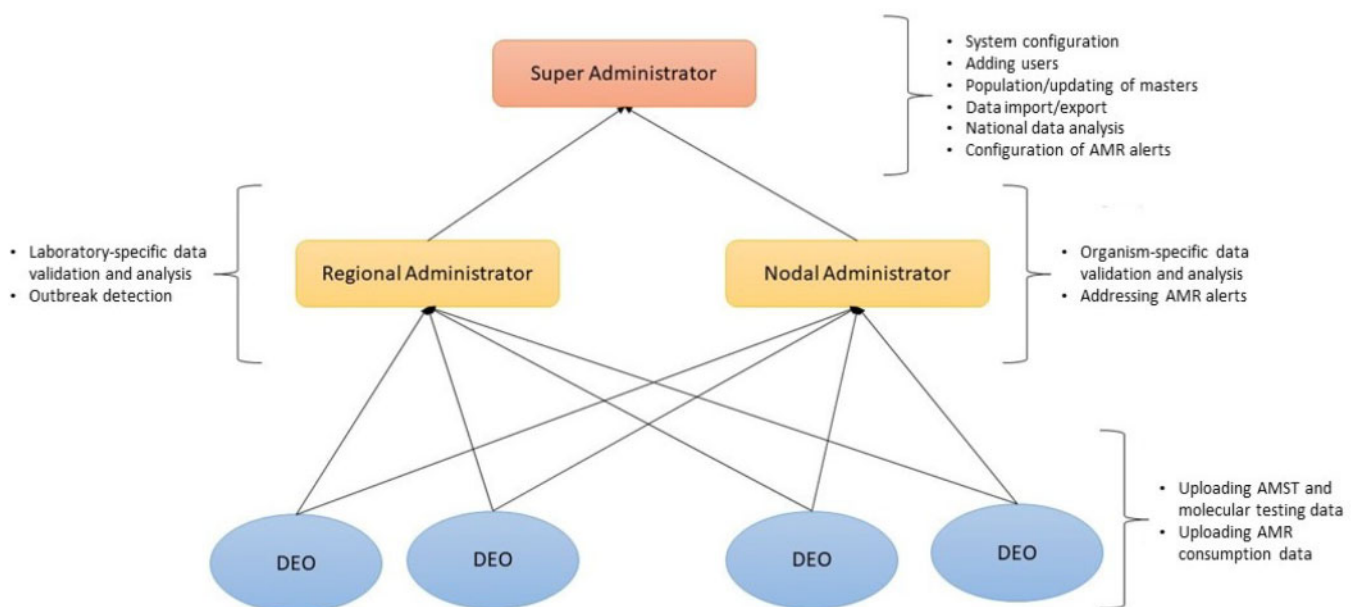 Super Administrator
• System configuration
• Adding users
• Population/updating of masters
• Data import/export
• National data analysis
• Configuration of AMR alerts
• Laboratory-specific data
validation and analysis
• Outbreak detection
Regional Administrator
Nodal Administrator
• Organism-specific data
validation and analysis
• Addressing AMR alerts
DEO
DEO
DEO
DEO
• Uploading AMST and
molecular testing data
• Uploading AMR
consumption data